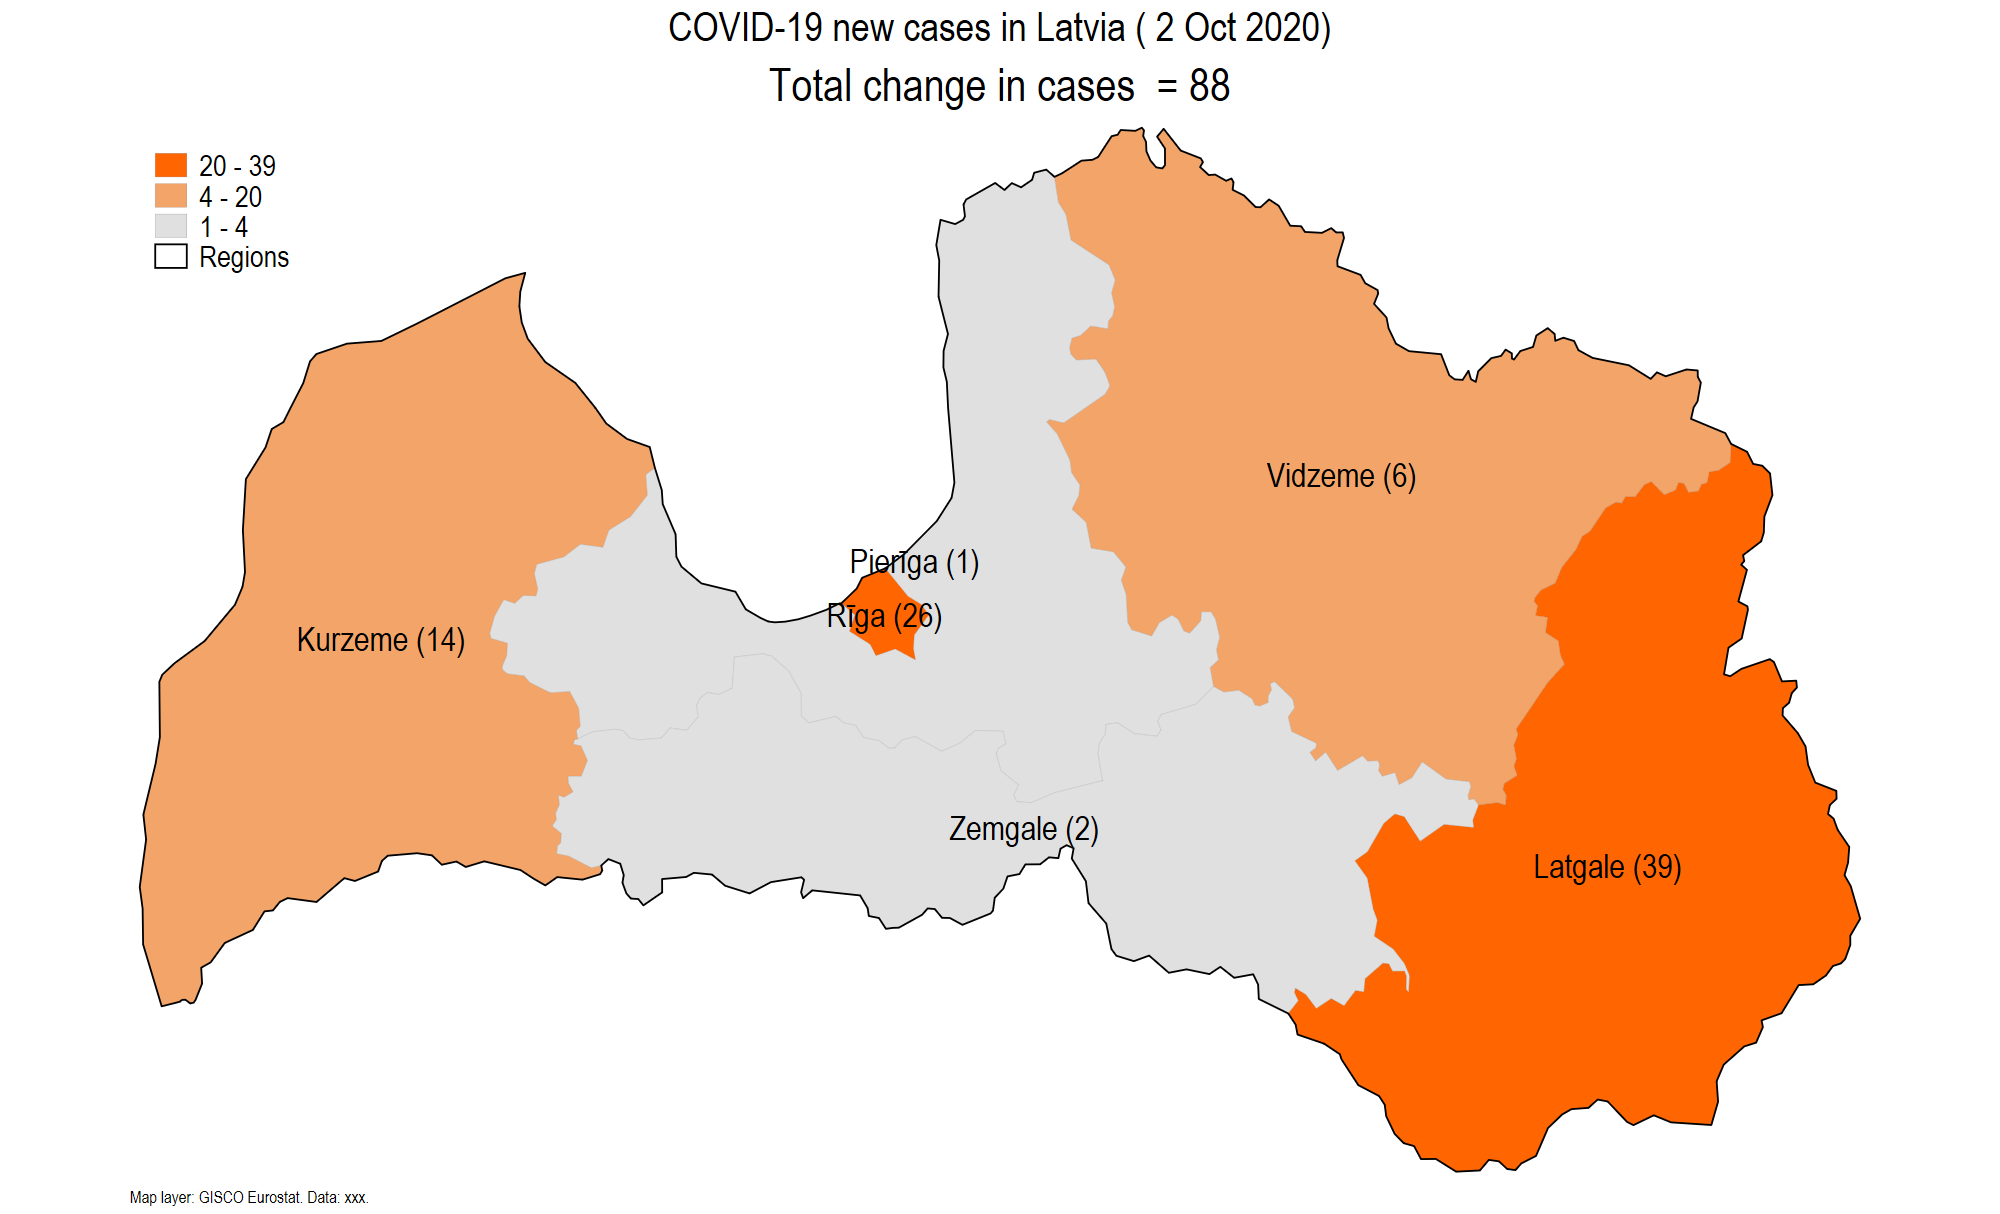 COVID-19 new cases in Latvia ( 2 Oct 2020)
Total change in cases  = 88
20 - 39
4 - 20
1 - 4
Regions
Vidzeme (6)
Pierīga (1)
Rīga (26)
Kurzeme (14)
Zemgale (2)
Latgale (39)
Map layer: GISCO Eurostat. Data: xxx.